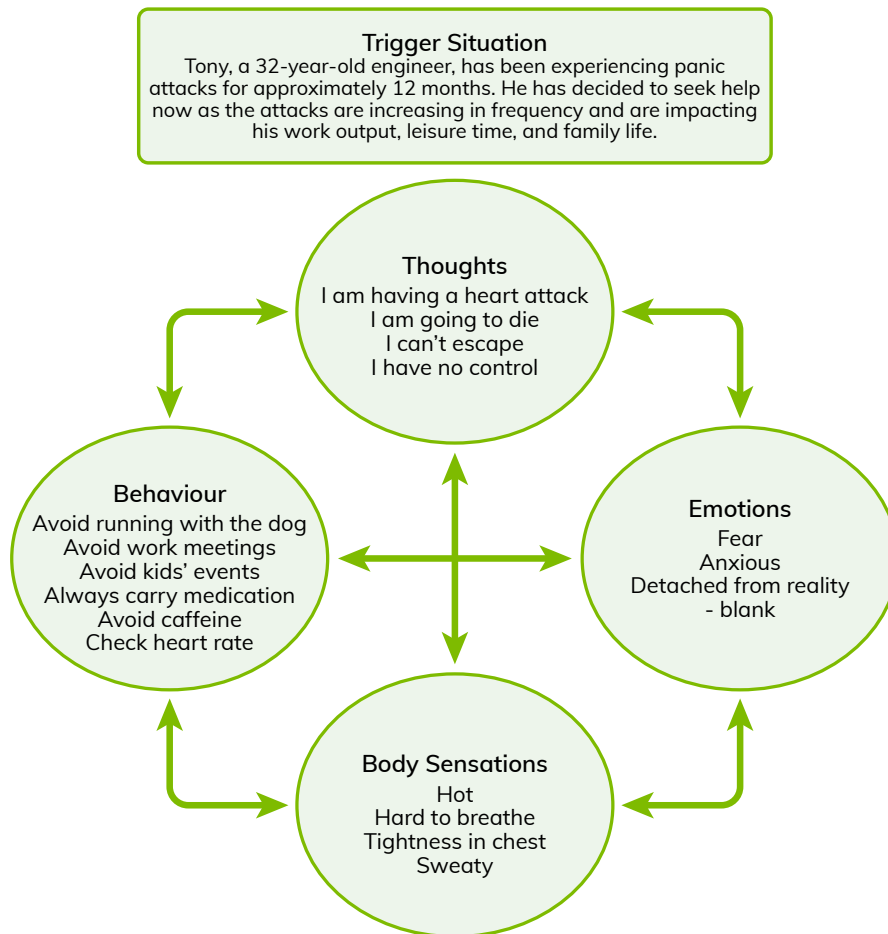 Trigger Situation
Tony, a 32-year-old engineer, has been experiencing panic
attacks for approximately 12 months. He has decided to seek help
now as the attacks are increasing in frequency and are impacting
his work output, leisure time, and family life.
Thoughts
I am having a heart attack
I am going to die
I can’t escape
I have no control
Behaviour
Avoid running with the dog
Avoid work meetings
Avoid kids’ events
Always carry medication
Avoid caffeine
Check heart rate
Emotions
Fear
Anxious
Detached from reality
- blank
Body Sensations
Hot
Hard to breathe
Tightness in chest
Sweaty